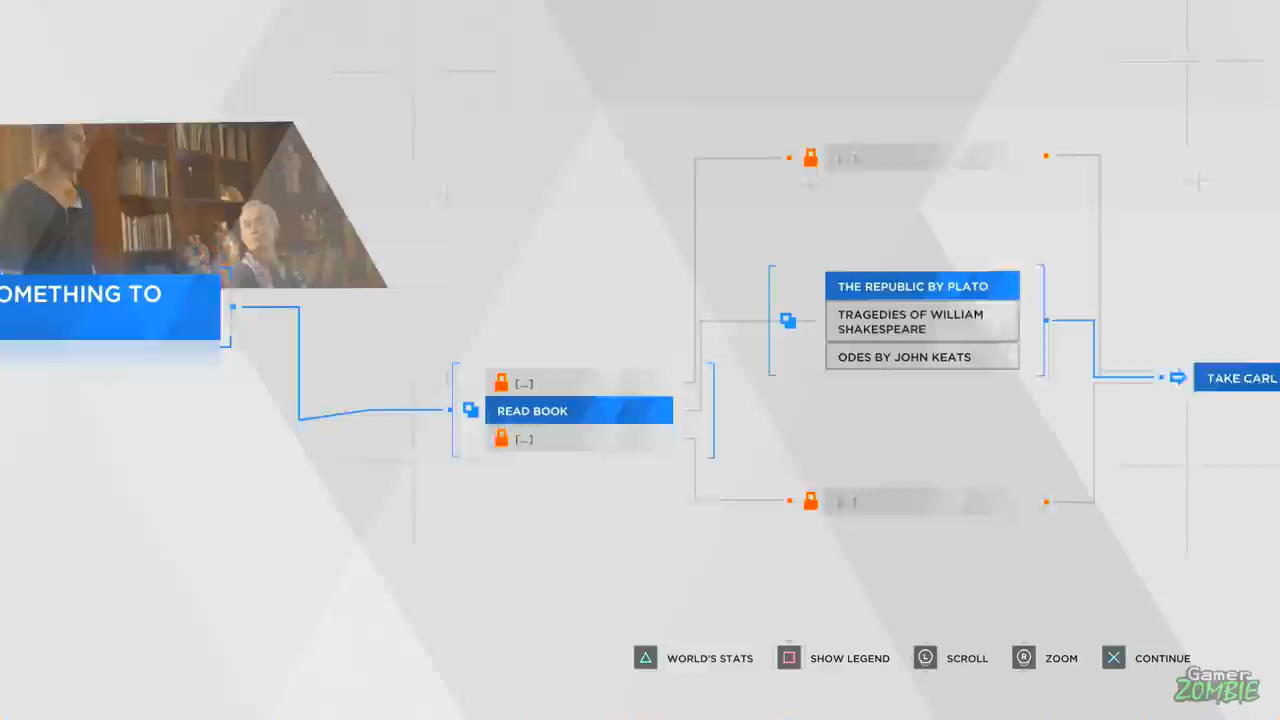 OMETHING TO
[...]
READ BOOK
[...]
THE REPUBLIC BY PLATO
TRAGEDIES OF WILLIAM
SHAKESPEARE
ODES BY JOHN KEATS
TAKE CARL
WORLD'S STATS
SHOW LEGEND
L
SCROLL
R
ZOOM
CONTINUE
Gamer
ZOMBIE